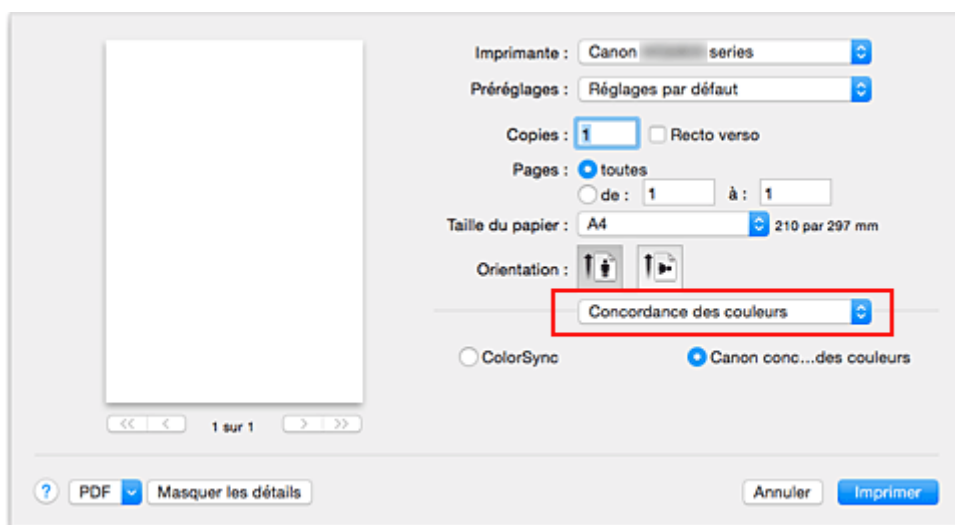 Imprimante : Canon series
Préréglages : Réglages par défaut
Copies : 1 Recto verso
Pages : toutes
de : 1 à : 1
Taille du papier : A4 210 par 297 mm
Orientation :
Concordance des couleurs
ColorSync Canon conc...des couleurs
<< < 1 sur 1 > >>
? PDF Masquer les détails Annuler Imprimer